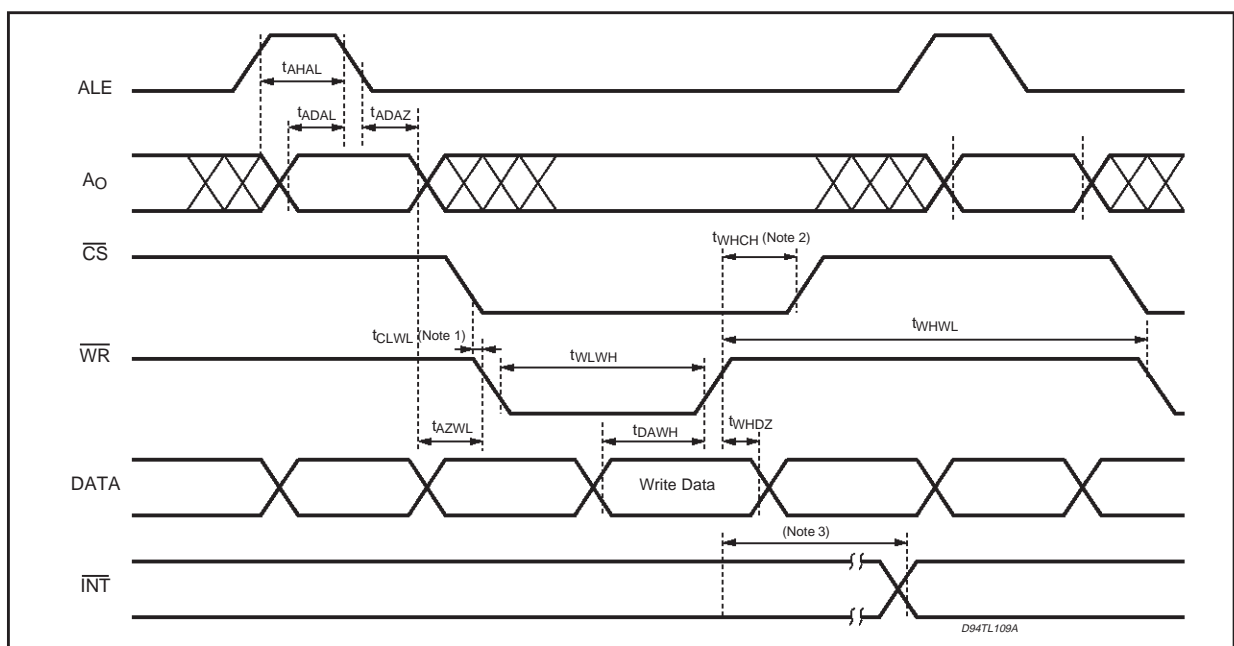 ALE
tAHAL
tADAL
tADAZ
AO
CS
tWHCH (Note 2)
tCLWL (Note 1)
tWHWL
WR
tWLWH
tAZWL
tDAWH
tWHDZ
DATA
Write Data
(Note 3)
INT
D94TL109A